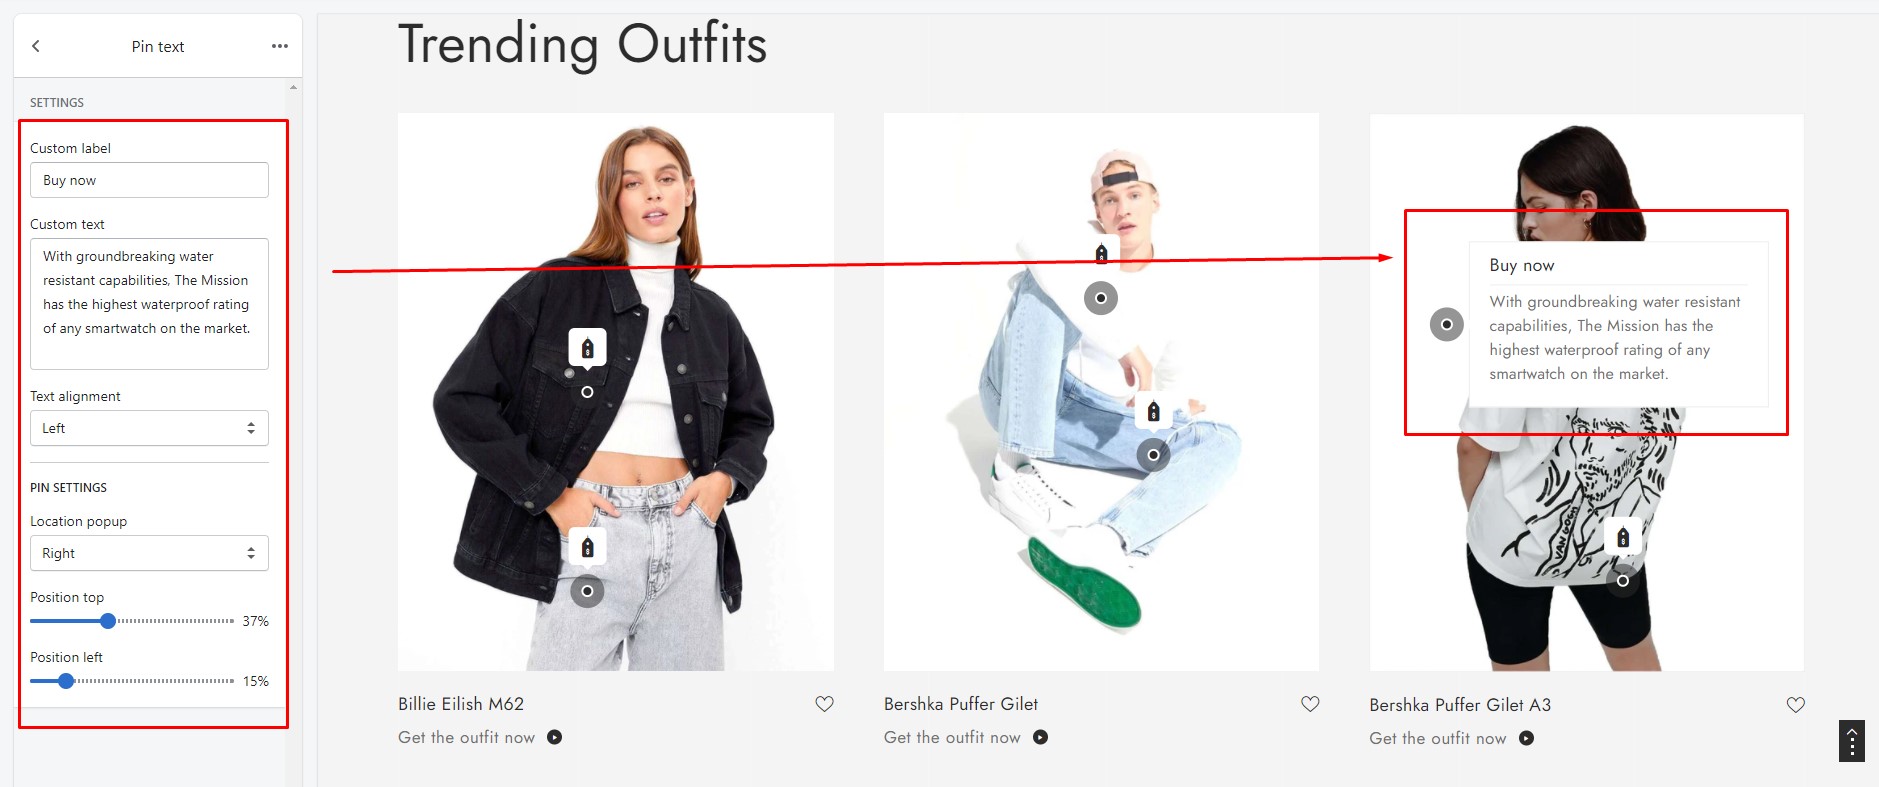 Pin text
SETTINGS
Custom label
Buy now
Custom text
With groundbreaking water
resistant capabilities, The Mission
has the highest waterproof rating
of any smartwatch on the market.
Text alignment
Left
PIN SETTINGS
Location popup
Right
Position top
37%
Position left
15%
Trending Outfits
Buy now
With groundbreaking water resistant
capabilities, The Mission has the
highest waterproof rating of any
smartwatch on the market.
VAN GOGH
Billie Eilish M62
Get the outfit now
Bershka Puffer Gilet
Get the outfit now
Bershka Puffer Gilet A3
Get the outfit now